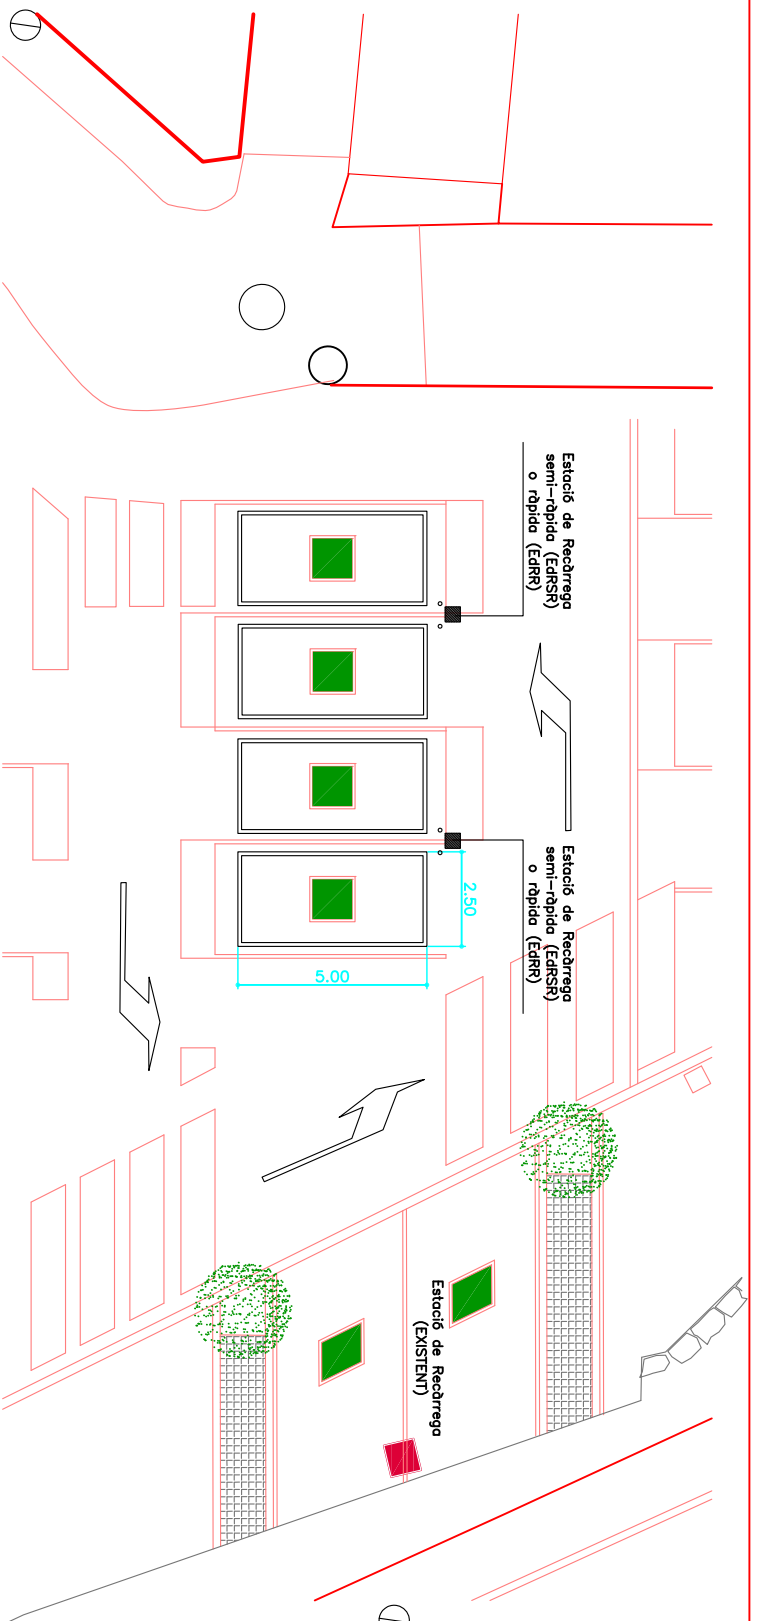 Estació de Recàrrega
semi-ràpida (EdRSR)
o ràpida (EdRR)
Estació de Recàrrega
semi-ràpida (EdRSR)
o ràpida (EdRR)
2.50
5.00
Estació de Recàrrega
(EXISTENT)